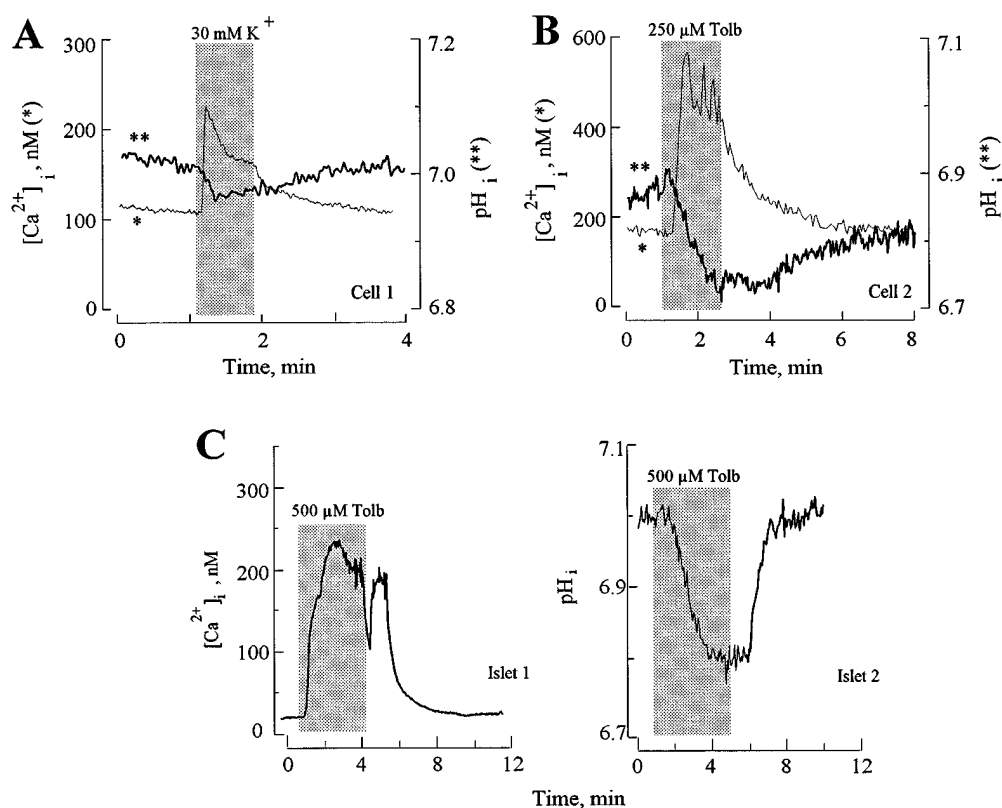 A
30 mM K⁺
300
200
100
0
[Ca²⁺]ᵢ , nM (*)
**
*
Cell 1
7.2
7.0
6.8
pHᵢ (**)
0 2 4
Time, min
B
250 µM Tolb
600
400
200
0
[Ca²⁺]ᵢ , nM (*)
**
*
Cell 2
7.1
6.9
6.7
pHᵢ (**)
0 2 4 6 8
Time, min
C
500 µM Tolb
300
200
100
0
[Ca²⁺]ᵢ , nM
Islet 1
0 4 8 12
500 µM Tolb
7.1
6.9
6.7
pHᵢ
Islet 2
0 4 8 12
Time, min